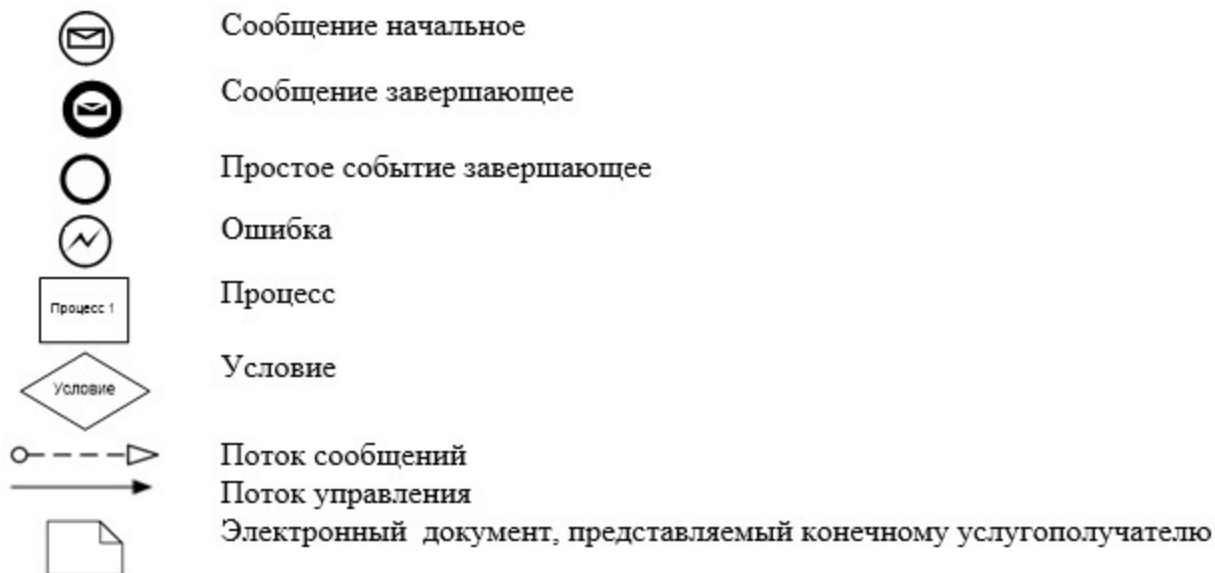 Сообщение начальное
Сообщение завершающее
Простое событие завершающее
Ошибка
Процесс 1
Процесс
Условие
Условие
Поток сообщений
Поток управления
Электронный документ, представляемый конечному услугополучателю